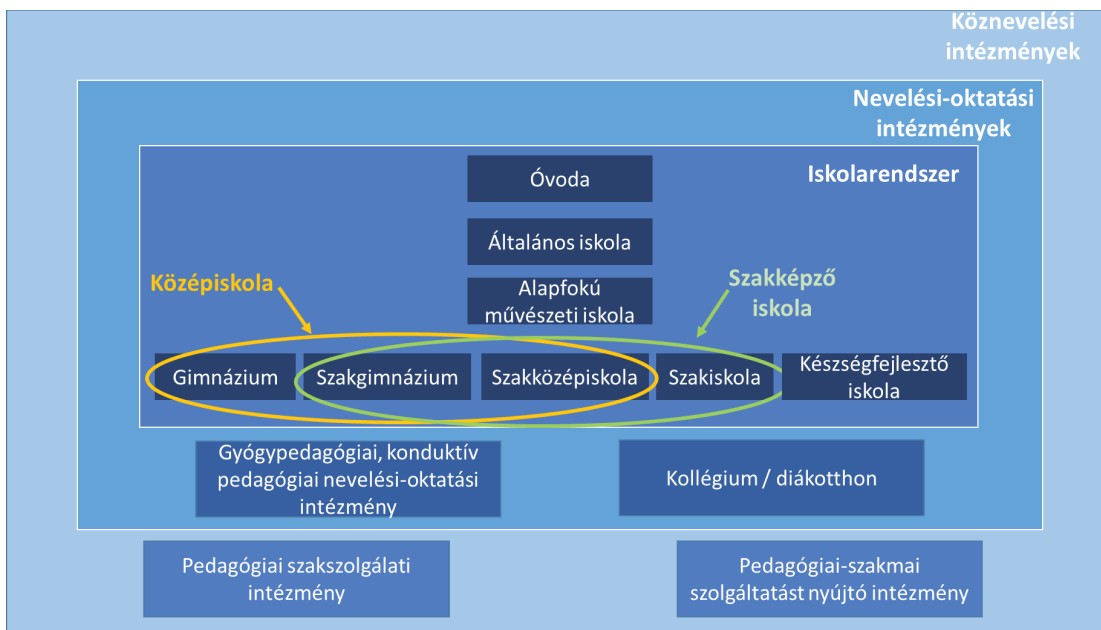 Köznevelési
intézmények
Nevelési-oktatási
intézmények
Iskolarendszer
Óvoda
Általános iskola
Középiskola
Alapfokú
művészeti iskola
Szakképző
iskola
Gimnázium
Szakgimnázium
Szakközépiskola
Szakiskola
Készségfejlesztő
iskola
Gyógypedagógiai, konduktív
pedagógiai nevelési-oktatási
intézmény
Kollégium / diákotthon
Pedagógiai szakszolgálati
intézmény
Pedagógiai-szakmai
szolgáltatást nyújtó intézmény